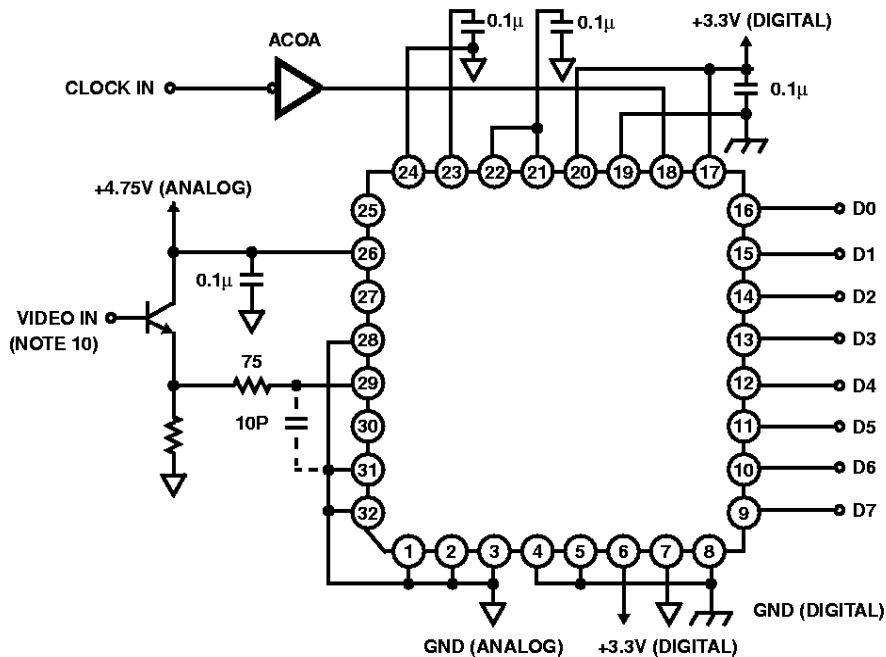 ACOA
0.1µ
0.1µ
+3.3V (DIGITAL)
CLOCK IN
0.1µ
24 23 22 21 20 19 18 17
+4.75V (ANALOG)
25
16 D0
26
15 D1
0.1µ
27
14 D2
VIDEO IN
(NOTE 10)
28
13 D3
75
29
12 D4
10P
30
11 D5
31
10 D6
32
9 D7
1 2 3 4 5 6 7 8
GND (DIGITAL)
GND (ANALOG)
+3.3V (DIGITAL)